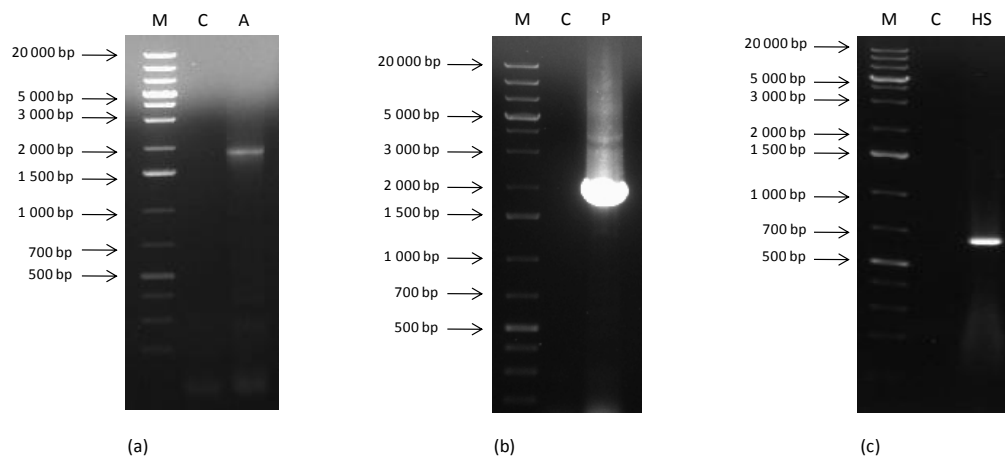 M C A
20 000 bp
5 000 bp
3 000 bp
2 000 bp
1 500 bp
1 000 bp
700 bp
500 bp
(a)
M C P
20 000 bp
5 000 bp
3 000 bp
2 000 bp
1 500 bp
1 000 bp
700 bp
500 bp
(b)
M C HS
20 000 bp
5 000 bp
3 000 bp
2 000 bp
1 500 bp
1 000 bp
700 bp
500 bp
(c)